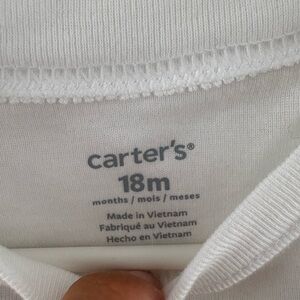 carter's®
18m
months / mois / meses
Made in Vietnam
Fabriqué au Vietnam
Hecho en Vietnam